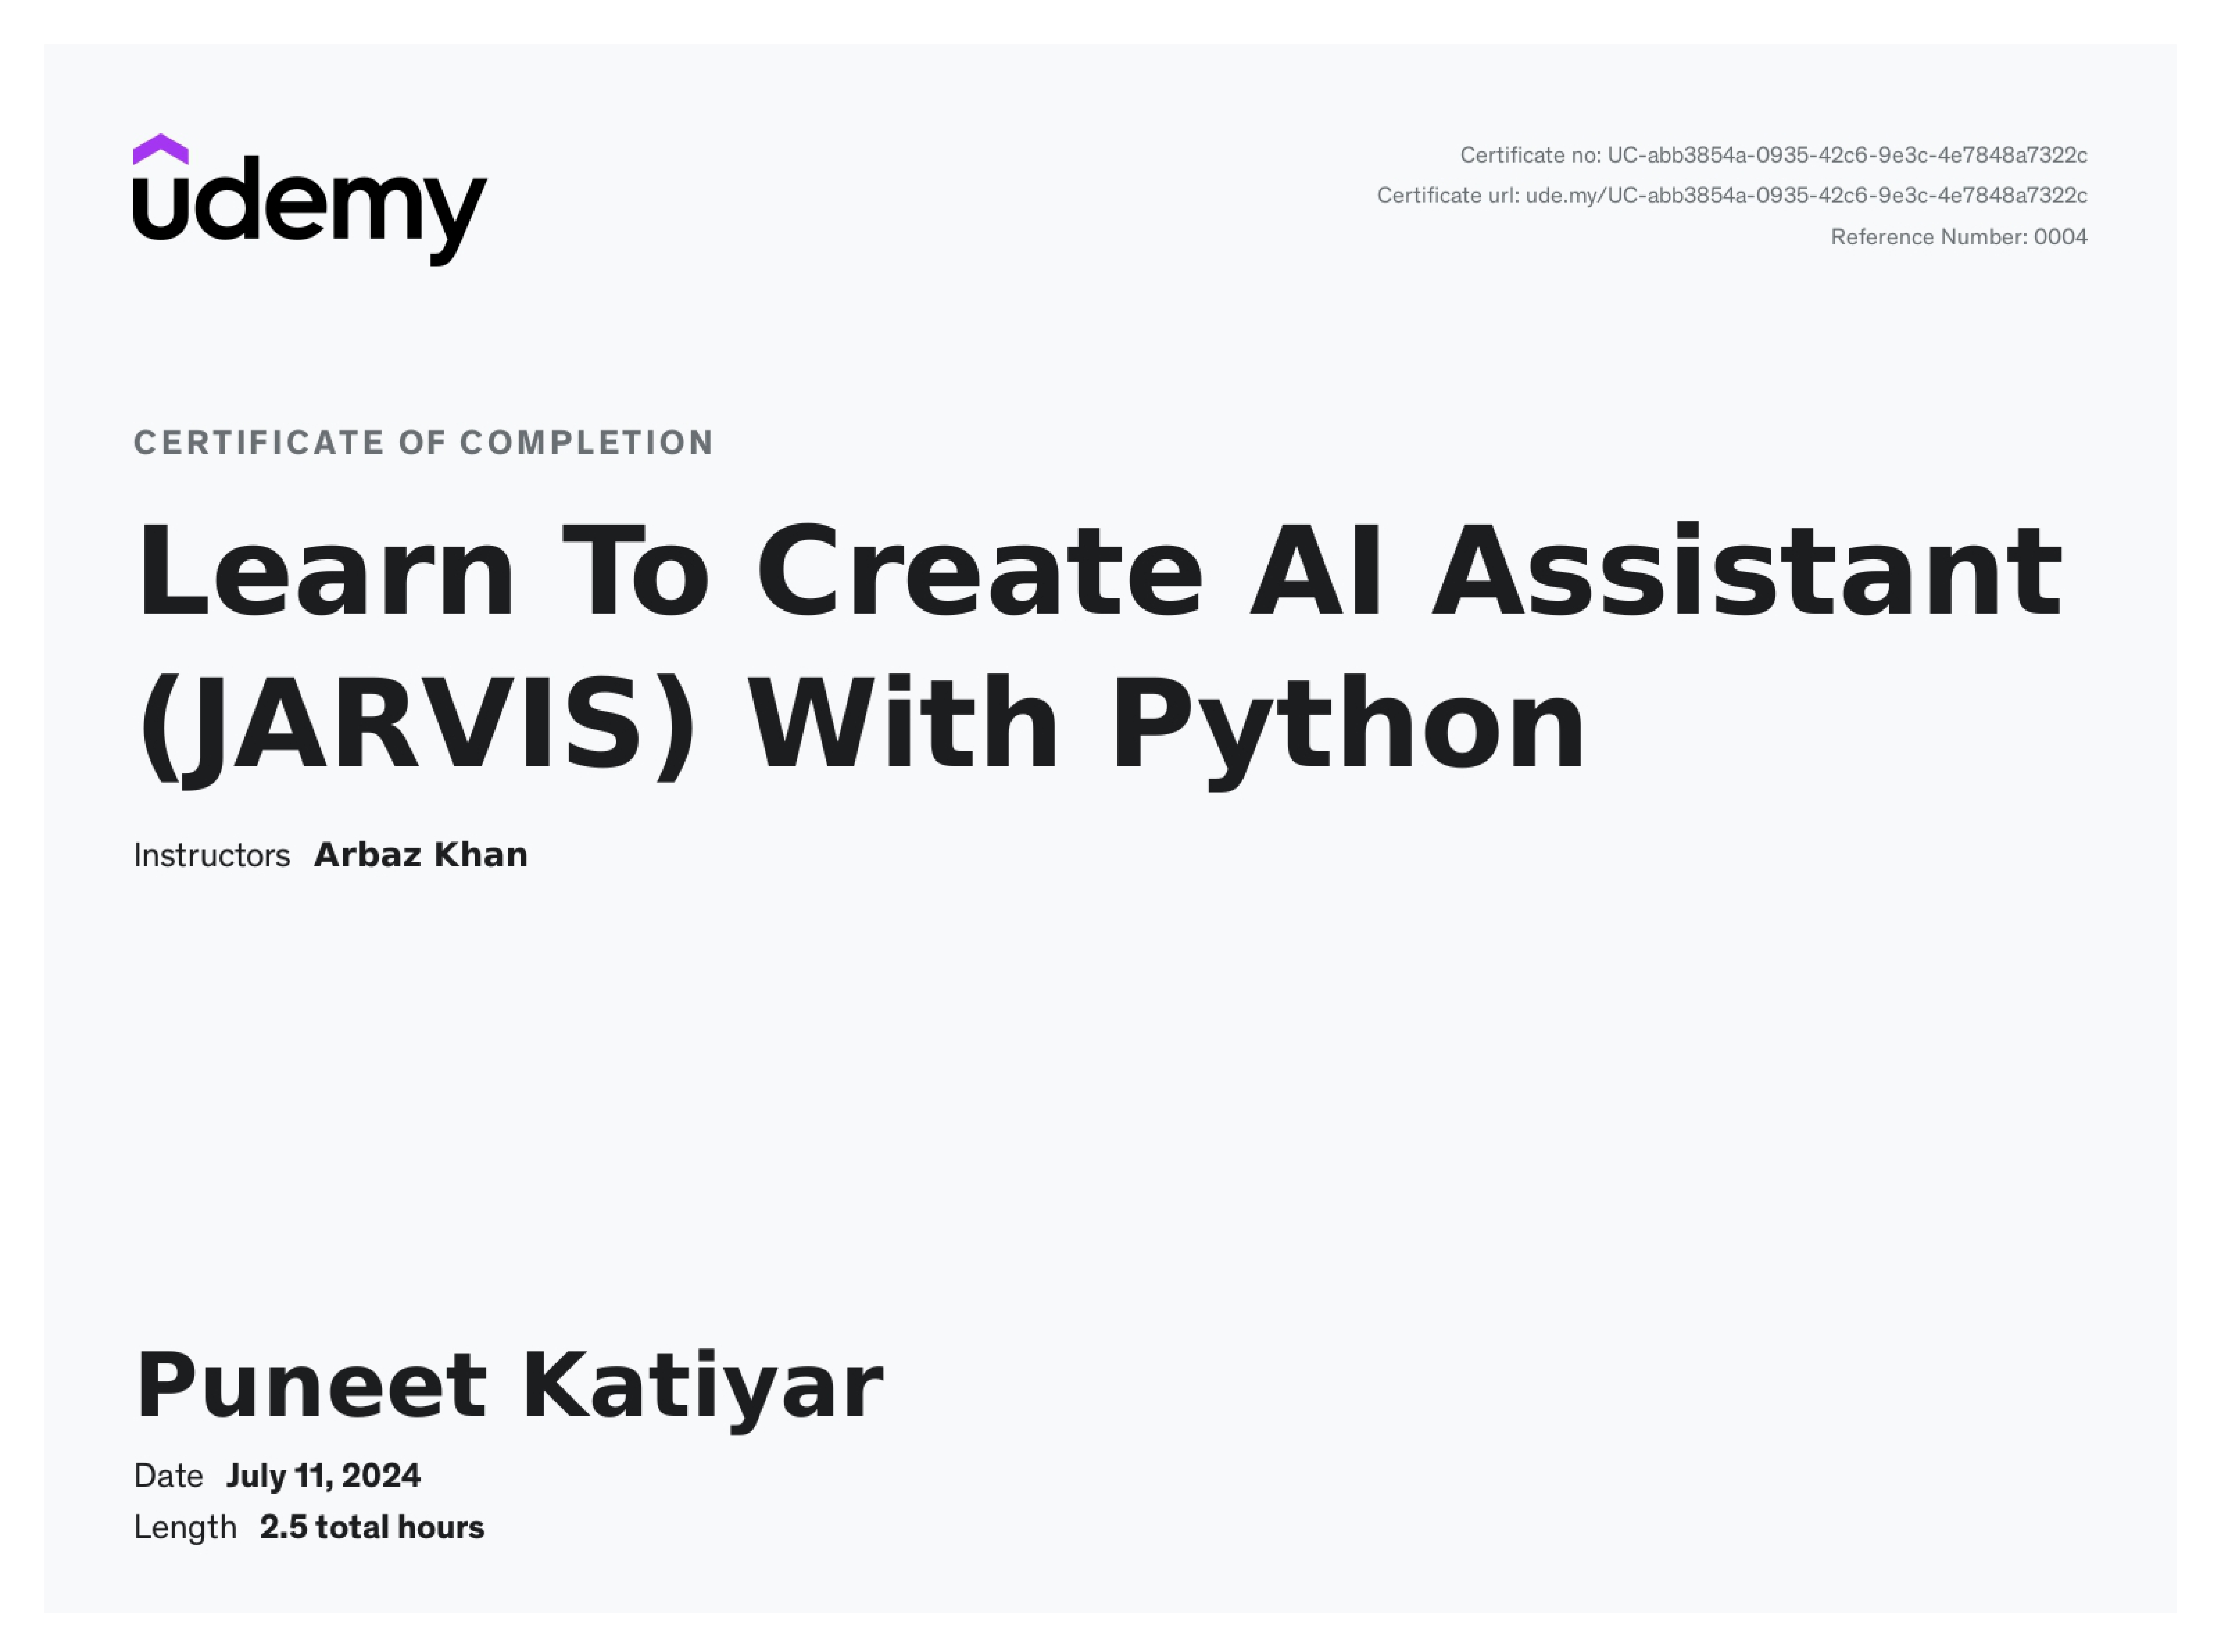 udemy
Certificate no: UC-abb3854a-0935-42c6-9e3c-4e7848a7322c
Certificate url: ude.my/UC-abb3854a-0935-42c6-9e3c-4e7848a7322c
Reference Number: 0004
CERTIFICATE OF COMPLETION
Learn To Create AI Assistant
(JARVIS) With Python
Instructors Arbaz Khan
Puneet Katiyar
Date July 11, 2024
Length 2.5 total hours